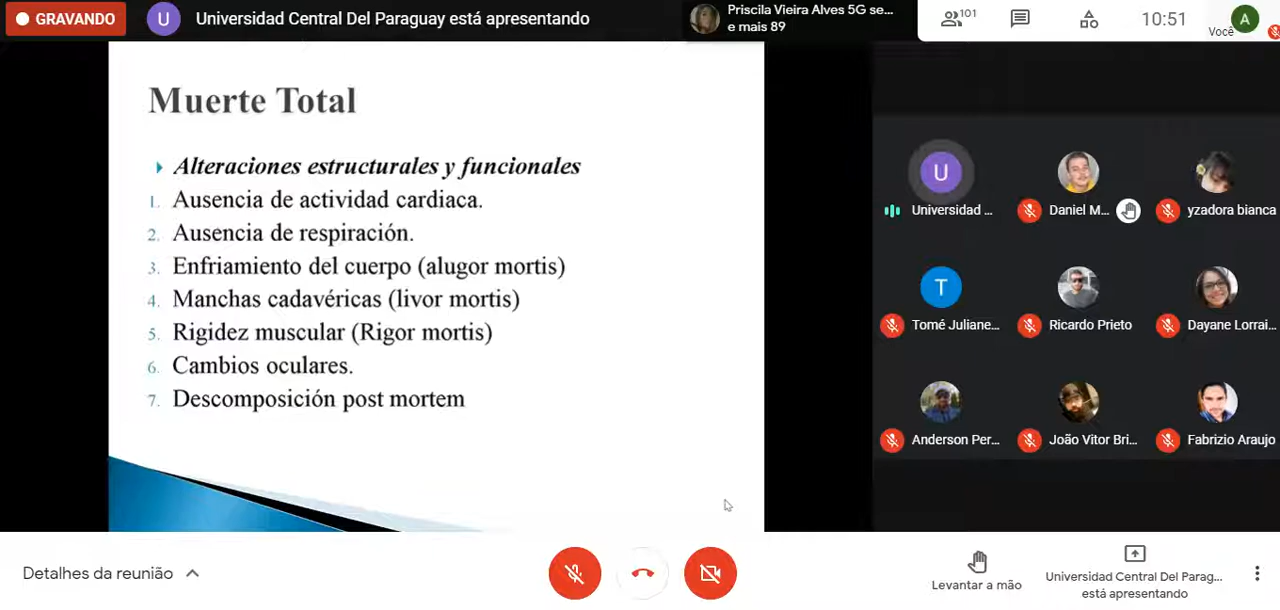 GRAVANDO
U
Universidad Central Del Paraguay está apresentando
Priscila Vieira Alves 5G se...
e mais 89
101
10:51
Você
A
Muerte Total
Alteraciones estructurales y funcionales
1. Ausencia de actividad cardiaca.
2. Ausencia de respiración.
3. Enfriamiento del cuerpo (alugor mortis)
4. Manchas cadavéricas (livor mortis)
5. Rigidez muscular (Rigor mortis)
6. Cambios oculares.
7. Descomposición post mortem
U
Universidad ...
Daniel M...
yzadora bianca
T
Tomé Juliane...
Ricardo Prieto
Dayane Lorrai...
Anderson Per...
João Vitor Bri...
Fabrizio Araujo
Detalhes da reunião
Levantar a mão
Universidad Central Del Parag...
está apresentando